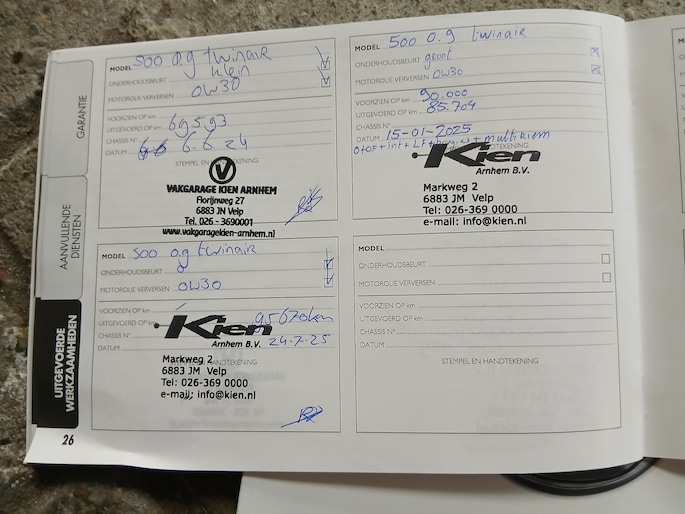 GARANTIE
AANVULLENDE
DIENSTEN
UITGEVOERDE
WERKZAAMHEDEN
26
MODEL 500 0.9 twinair
klein
ONDERHOUDSBEURT
MOTOROLIE VERVERSEN 0W30
VOORZIEN OP km
UITGEVOERD OP km 69593
CHASSIS N°
DATUM 6.6.24
STEMPEL EN HANDTEKENING
VAKGARAGE KIEN ARNHEM
Florijnweg 27
6883 JN Velp
Tel. 026 - 3690001
www.vakgaragekien-arnhem.nl
MODEL 500 0.9 twinair
ONDERHOUDSBEURT groot
MOTOROLIE VERVERSEN 0W30
VOORZIEN OP km 90.000
UITGEVOERD OP km 85.704
CHASSIS N°
DATUM 15-01-2025
+ multiriem
Kien
Arnhem B.V.
Markweg 2
6883 JM Velp
Tel: 026-369 0000
e-mail: info@kien.nl
MODEL 500 0.9 twinair
ONDERHOUDSBEURT
MOTOROLIE VERVERSEN 0W30
VOORZIEN OP km
UITGEVOERD OP km 95670km
CHASSIS N°
DATUM 24.7.25
Kien
Arnhem B.V.
HANDTEKENING
Markweg 2
6883 JM Velp
Tel: 026-369 0000
e-mail: info@kien.nl
MODEL
ONDERHOUDSBEURT
MOTOROLIE VERVERSEN
VOORZIEN OP km
UITGEVOERD OP km
CHASSIS N°
DATUM
STEMPEL EN HANDTEKENING